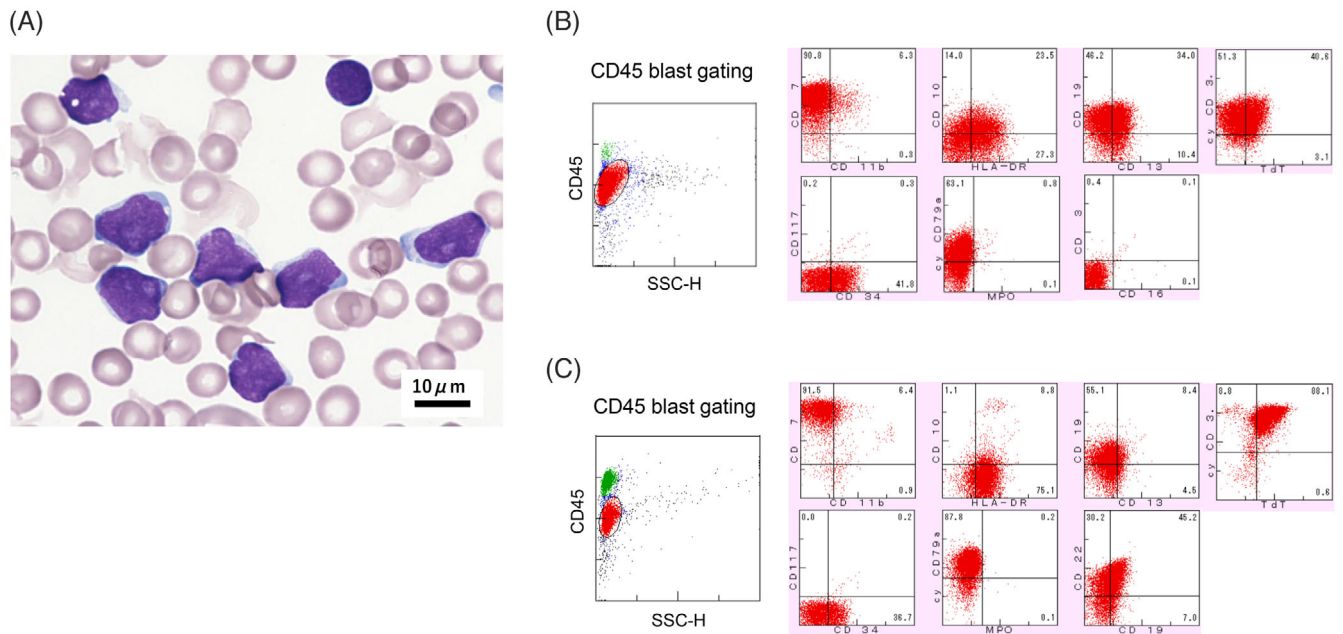 (A)
10 μm
(B)
CD45 blast gating
CD45
SSC-H
90.8 6.3
CD 7
0.3
CD 11b
14.0 23.5
CD 10
27.3
HLA-DR
46.2 34.0
CD 19
10.4
CD 13
51.3 40.6
cy CD 3.
3.1
TdT
0.2 0.3
CD117
41.8
CD 34
63.1 0.8
cy CD79a
0.1
MPO
0.4 0.1
CD 3
0.1
CD 16
(C)
CD45 blast gating
CD45
SSC-H
91.5 6.4
CD 7
0.9
CD 11b
1.1 8.8
CD 10
75.1
HLA-DR
55.1 8.4
CD 19
4.5
CD 13
8.8 88.1
cy CD 3.
0.6
TdT
0.0 0.2
CD117
36.7
CD 34
87.8 0.2
cy CD79a
0.1
MPO
30.2 45.2
CD 22
7.0
CD 19